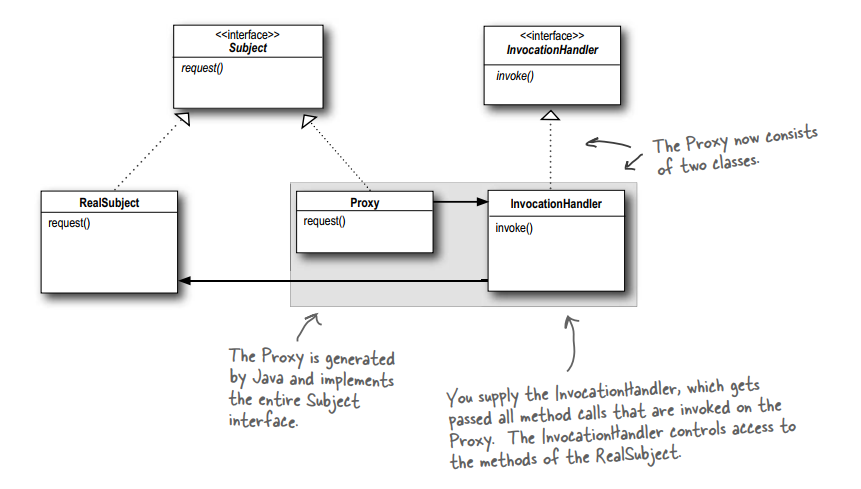 <<interface>>
Subject
request()
<<interface>>
InvocationHandler
invoke()
The Proxy now consists
of two classes.
RealSubject
request()
Proxy
request()
InvocationHandler
invoke()
The Proxy is generated
by Java and implements
the entire Subject
interface.
You supply the InvocationHandler, which gets
passed all method calls that are invoked on the
Proxy. The InvocationHandler controls access to
the methods of the RealSubject.